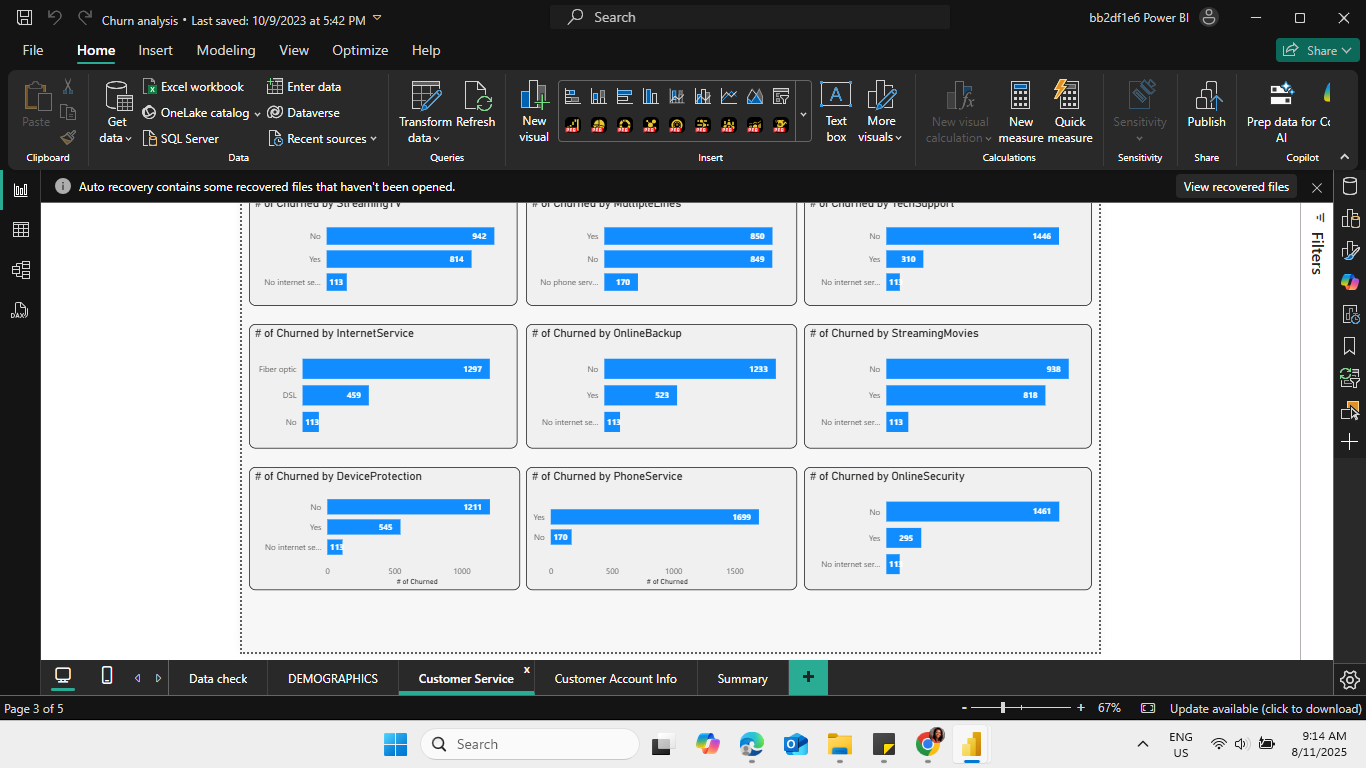 Churn analysis • Last saved: 10/9/2023 at 5:42 PM
Search
bb2df1e6 Power BI
File
Home
Insert
Modeling
View
Optimize
Help
Share
Paste
Clipboard
Get data
Excel workbook
OneLake catalog
SQL Server
Enter data
Dataverse
Recent sources
Data
Transform data
Refresh
Queries
New visual
Text box
More visuals
Insert
New visual calculation
New measure
Quick measure
Calculations
Sensitivity
Sensitivity
Publish
Share
Prep data for AI
Copilot
Auto recovery contains some recovered files that haven't been opened.
View recovered files
Filters
# of Churned by StreamingTV
No 942
Yes 814
No internet se... 113
# of Churned by MultipleLines
Yes 850
No 849
No phone serv... 170
# of Churned by TechSupport
No 1446
Yes 310
No internet ser... 113
# of Churned by InternetService
Fiber optic 1297
DSL 459
No 113
# of Churned by OnlineBackup
No 1233
Yes 523
No internet se... 113
# of Churned by StreamingMovies
No 938
Yes 818
No internet ser... 113
# of Churned by DeviceProtection
No 1211
Yes 545
No internet se... 113
0 500 1000
# of Churned
# of Churned by PhoneService
Yes 1699
No 170
0 500 1000 1500
# of Churned
# of Churned by OnlineSecurity
No 1461
Yes 295
No internet ser... 113
Data check
DEMOGRAPHICS
Customer Service
x
Customer Account Info
Summary
+
Page 3 of 5
- + 67%
Update available (click to download)
Search
ENG
US
9:14 AM
8/11/2025